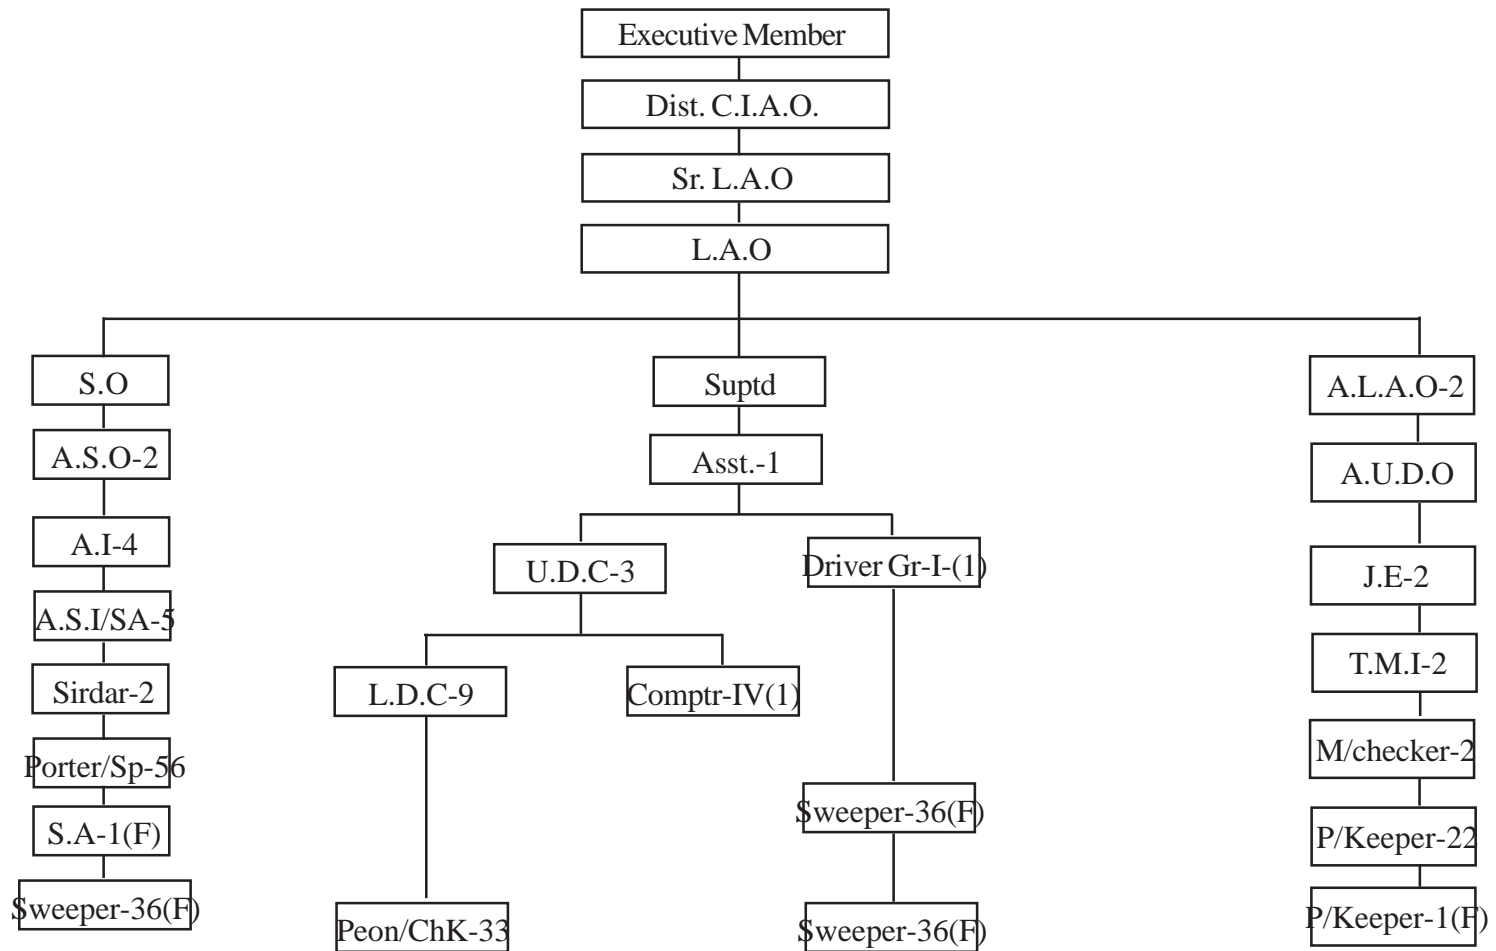 Executive Member
Dist. C.I.A.O.
Sr. L.A.O
L.A.O
S.O
Suptd
A.L.A.O-2
A.S.O-2
Asst.-1
A.U.D.O
A.I-4
U.D.C-3
Driver Gr-I-(1)
J.E-2
A.S.I/SA-5
T.M.I-2
Sirdar-2
L.D.C-9
Comptr-IV(1)
Porter/Sp-56
M/checker-2
S.A-1(F)
Sweeper-36(F)
P/Keeper-22
Sweeper-36(F)
Peon/ChK-33
Sweeper-36(F)
P/Keeper-1(F)